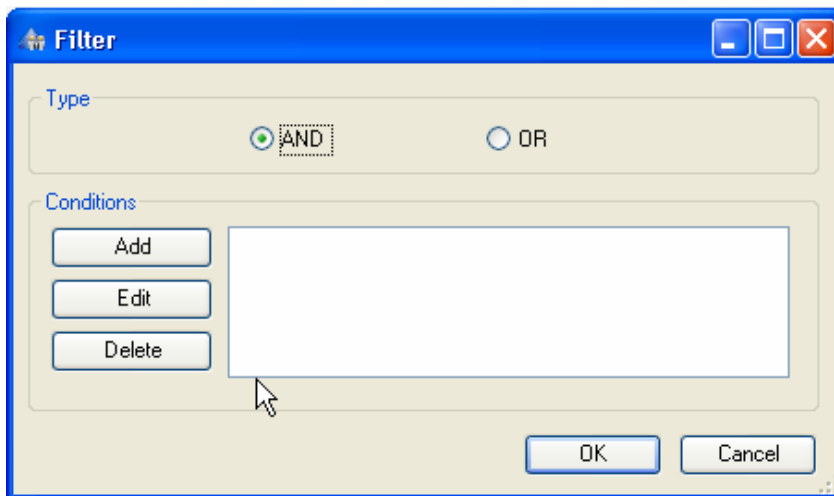 Filter
Type
AND OR
Conditions
Add
Edit
Delete
OK Cancel